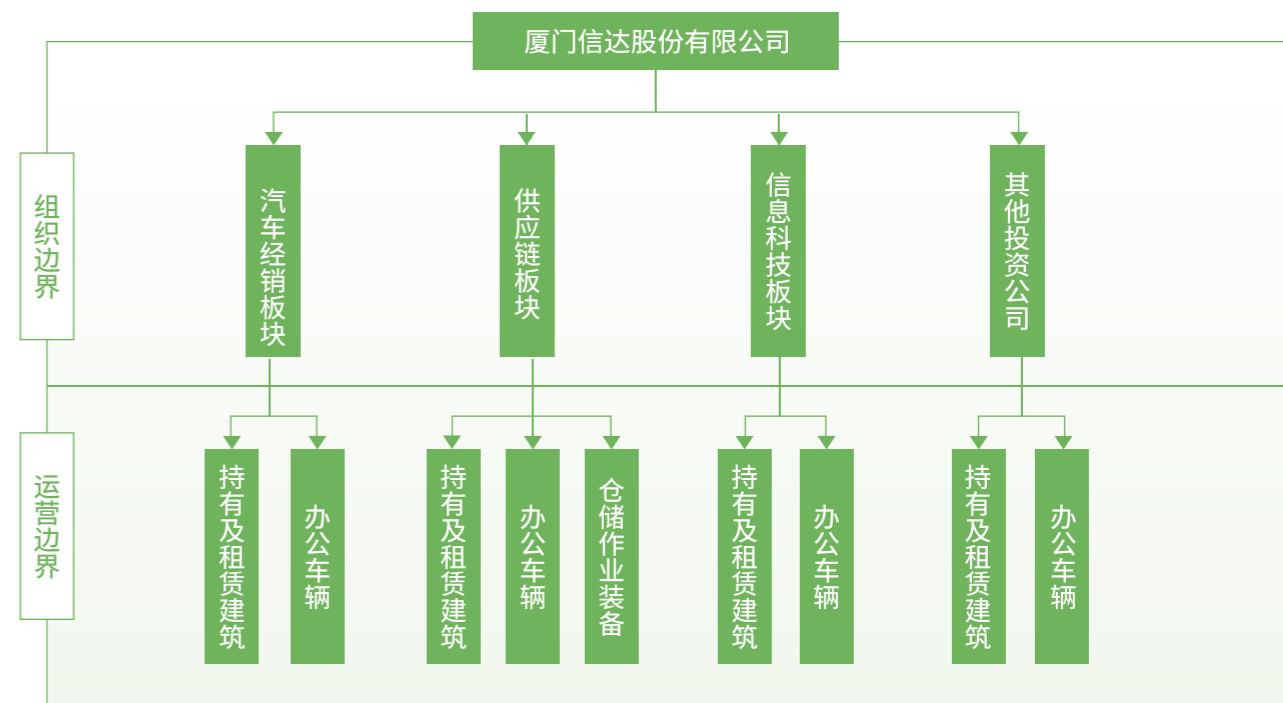 厦门信达股份有限公司
组织边界
汽车经销板块
供应链板块
信息科技板块
其他投资公司
运营边界
持有及租赁建筑
办公车辆
持有及租赁建筑
办公车辆
仓储作业装备
持有及租赁建筑
办公车辆
持有及租赁建筑
办公车辆